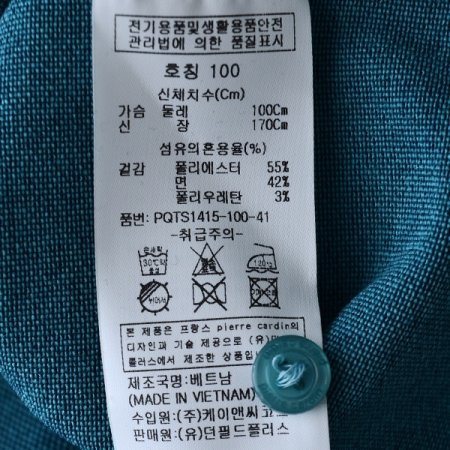 전기용품및생활용품안전
관리법에 의한 품질표시
호칭 100
신체치수(Cm)
가슴 둘레 100Cm
신 장 170Cm
섬유의혼용율(%)
겉감 폴리에스터 55%
면 42%
폴리우레탄 3%
품번: PQTS1415-100-41
-취급주의-
손세탁
30℃
중성
120℃
본 제품은 프랑스 pierre cardin의
디자인과 기술 제공으로 (유)
폴러스에서 제조한 상품입
제조국명:베트남
(MADE IN VIETNAM)
수입원: (주)케이앤씨코
판매원: (유)던필드플러스